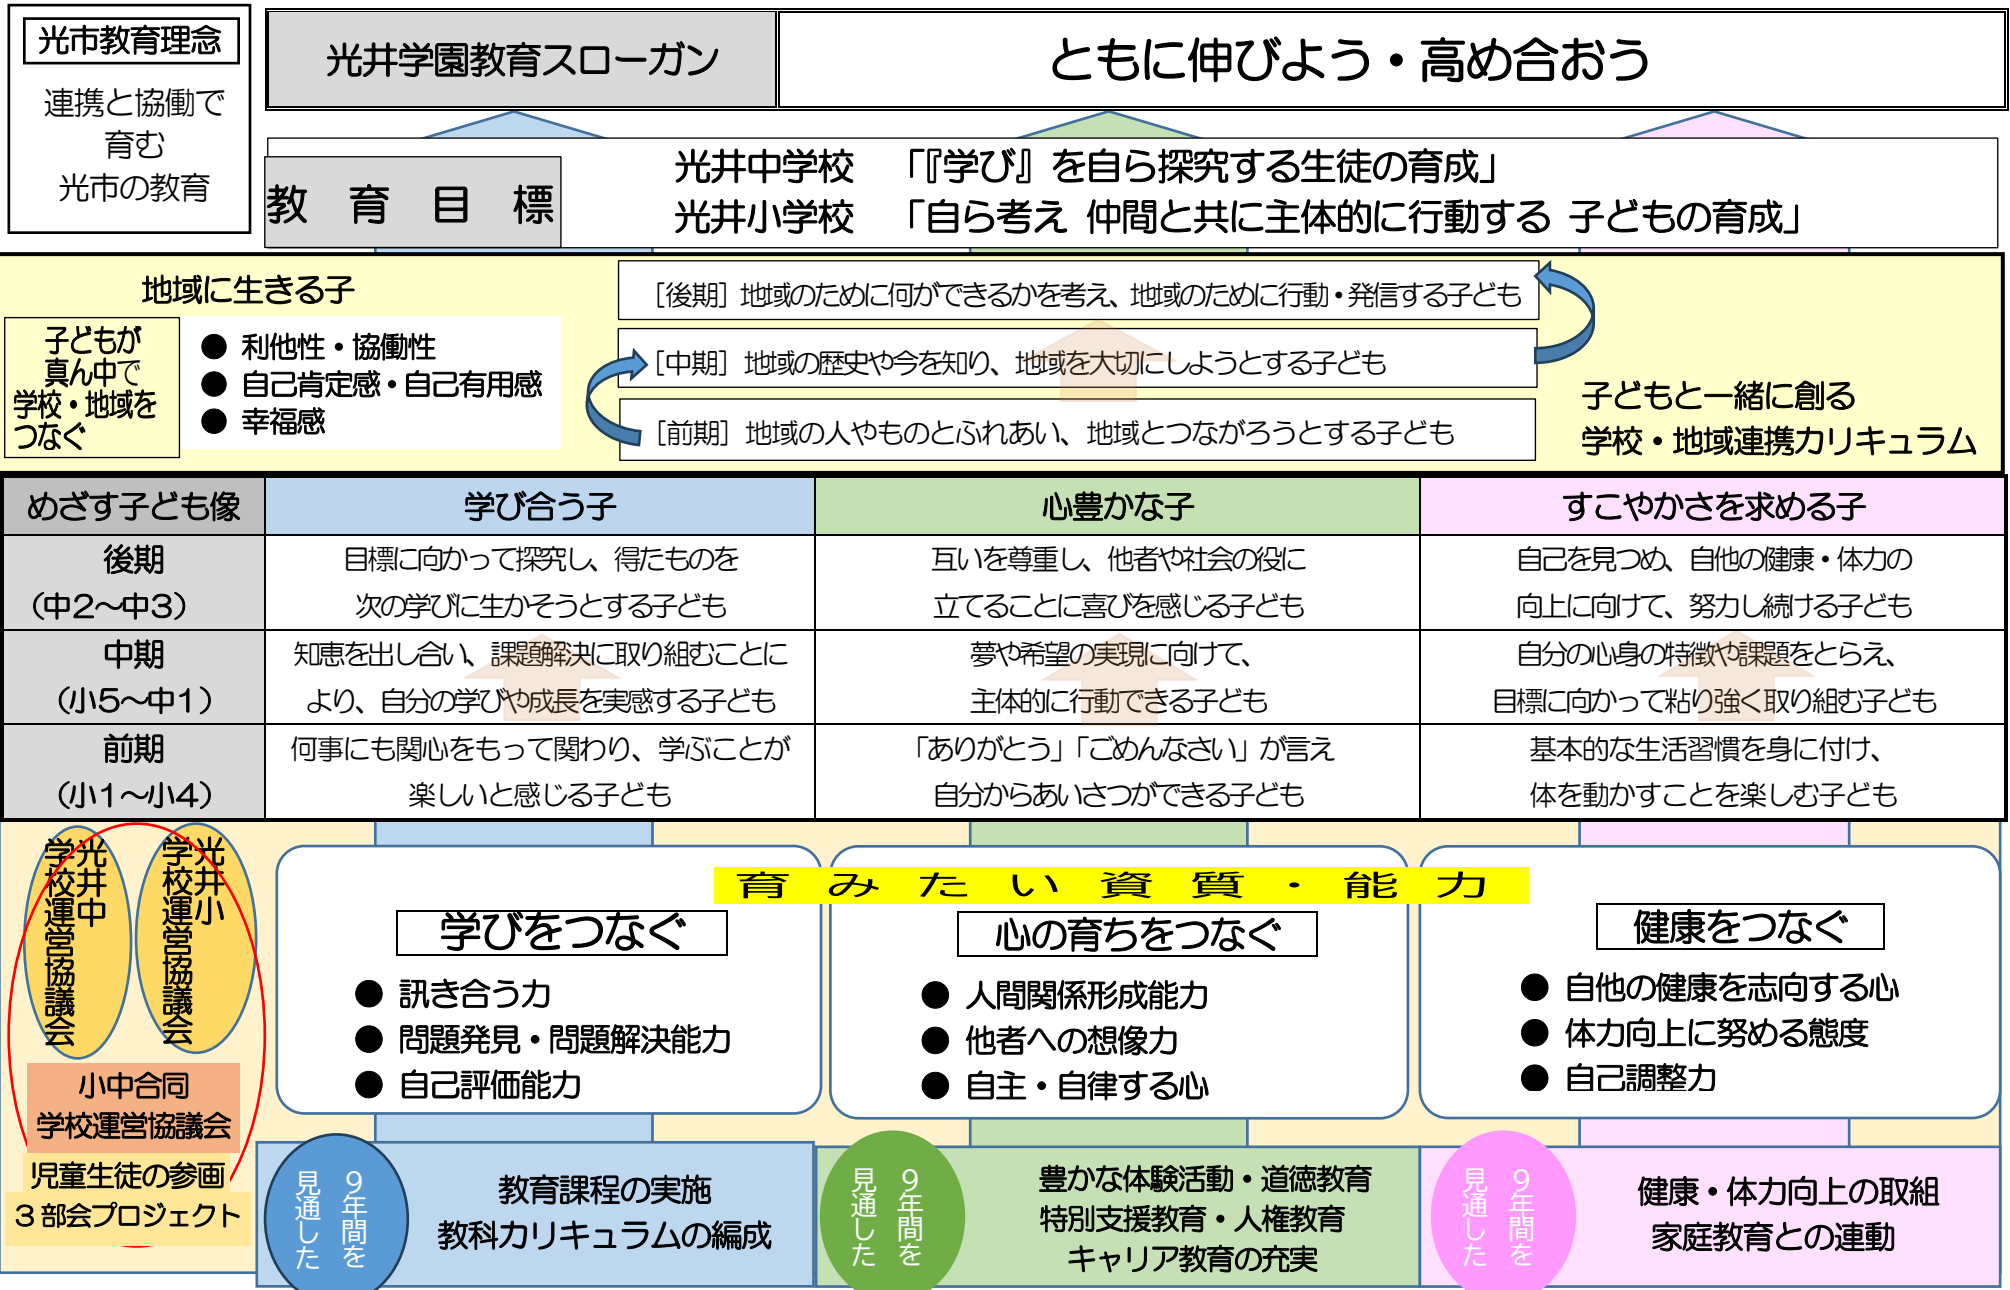 光市教育理念
連携と協働で
育む
光市の教育
光井学園教育スローガン
ともに伸びよう・高め合おう
教 育 目 標
光井中学校 「『学び』を自ら探究する生徒の育成」
光井小学校 「自ら考え 仲間と共に主体的に行動する 子どもの育成」
地域に生きる子
子どもが
真ん中で
学校・地域を
つなぐ
● 利他性・協働性
● 自己肯定感・自己有用感
● 幸福感
［後期］地域のために何ができるかを考え、地域のために行動・発信する子ども
［中期］地域の歴史や今を知り、地域を大切にしようとする子ども
［前期］地域の人やものとふれあい、地域とつながろうとする子ども
子どもと一緒に創る
学校・地域連携カリキュラム
めざす子ども像
学び合う子
心豊かな子
すこやかさを求める子
後期
（中2～中3）
目標に向かって探究し、得たものを
次の学びに生かそうとする子ども
互いを尊重し、他者や社会の役に
立てることに喜びを感じる子ども
自己を見つめ、自他の健康・体力の
向上に向けて、努力し続ける子ども
中期
（小5～中1）
知恵を出し合い、課題解決に取り組むことに
より、自分の学びや成長を実感する子ども
夢や希望の実現に向けて、
主体的に行動できる子ども
自分の心身の特徴や課題をとらえ、
目標に向かって粘り強く取り組む子ども
前期
（小1～小4）
何事にも関心をもって関わり、学ぶことが
楽しいと感じる子ども
「ありがとう」「ごめんなさい」が言え
自分からあいさつができる子ども
基本的な生活習慣を身に付け、
体を動かすことを楽しむ子ども
光井中
学校運営協議会
光井小
学校運営協議会
小中合同
学校運営協議会
児童生徒の参画
3部会プロジェクト
育みたい資質・能力
学びをつなぐ
● 訊き合う力
● 問題発見・問題解決能力
● 自己評価能力
心の育ちをつなぐ
● 人間関係形成能力
● 他者への想像力
● 自主・自律する心
健康をつなぐ
● 自他の健康を志向する心
● 体力向上に努める態度
● 自己調整力
9年間を
見通した
教育課程の実施
教科カリキュラムの編成
9年間を
見通した
豊かな体験活動・道徳教育
特別支援教育・人権教育
キャリア教育の充実
9年間を
見通した
健康・体力向上の取組
家庭教育との連動